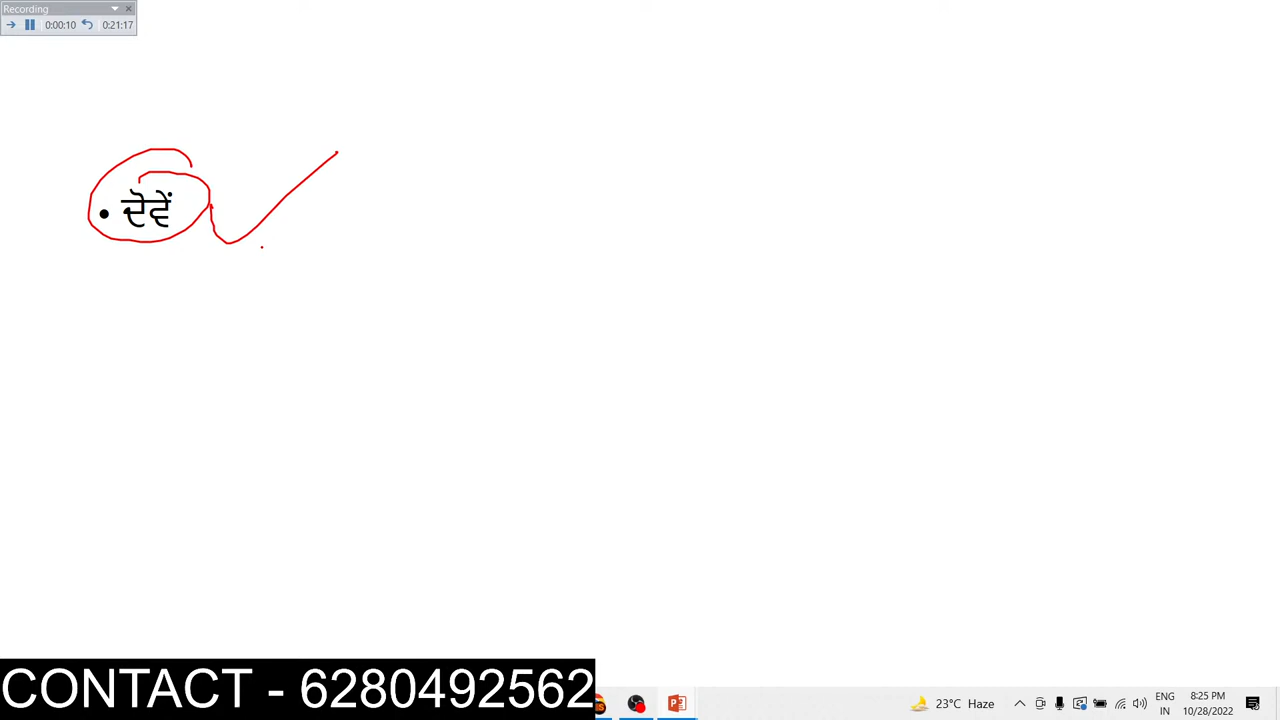 Recording
0:00:10 0:21:17
• ਦੋਵੇਂ
CONTACT - 6280492562
23°C Haze
ENG
IN
8:25 PM
10/28/2022